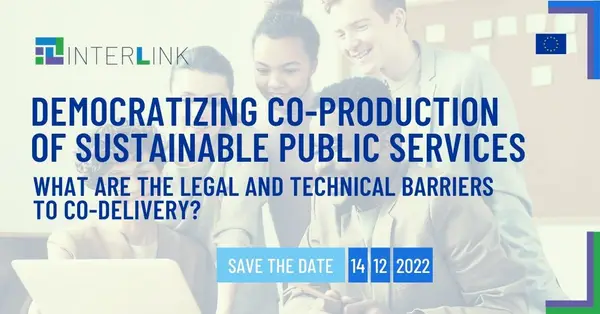 INTERLINK
DEMOCRATIZING CO-PRODUCTION
OF SUSTAINABLE PUBLIC SERVICES
WHAT ARE THE LEGAL AND TECHNICAL BARRIERS
TO CO-DELIVERY?
SAVE THE DATE 14 12 2022